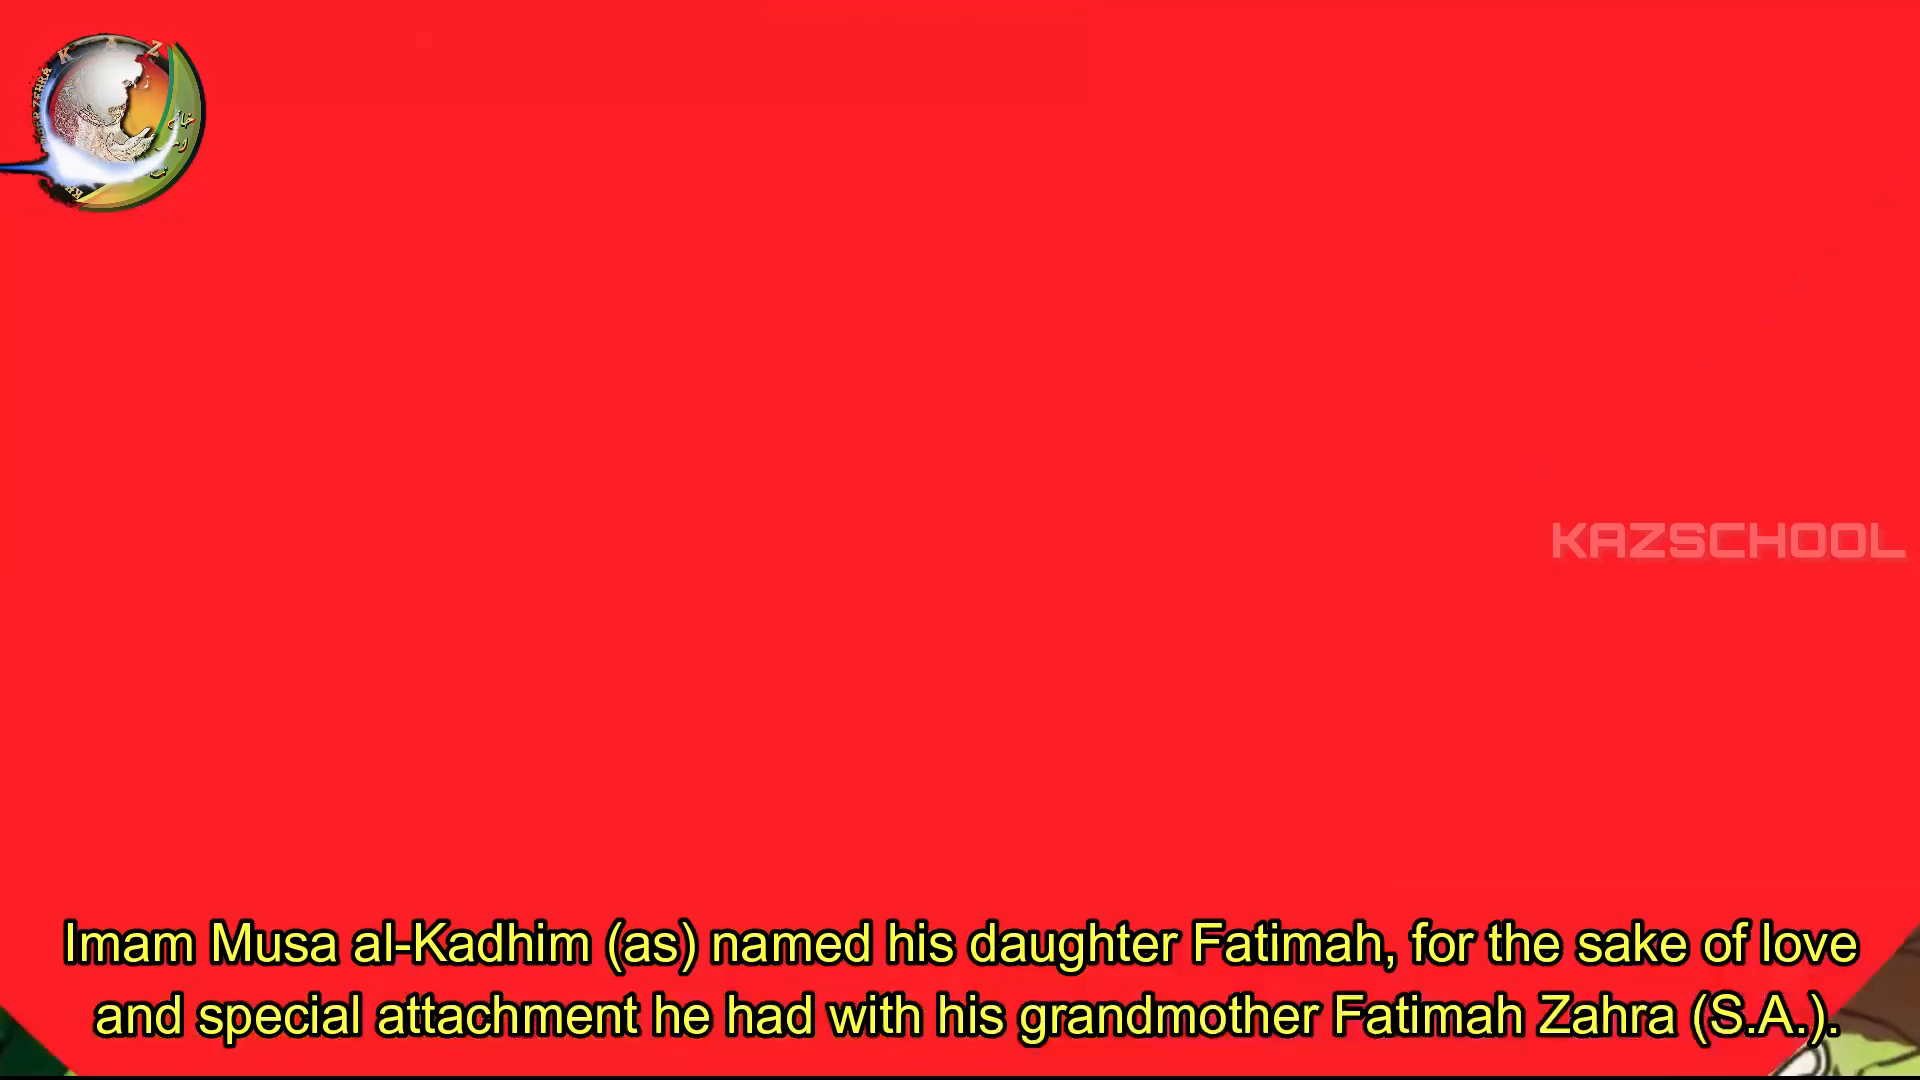 K A Z
KAZSCHOOL
Imam Musa al-Kadhim (as) named his daughter Fatimah, for the sake of love
and special attachment he had with his grandmother Fatimah Zahra (S.A.).